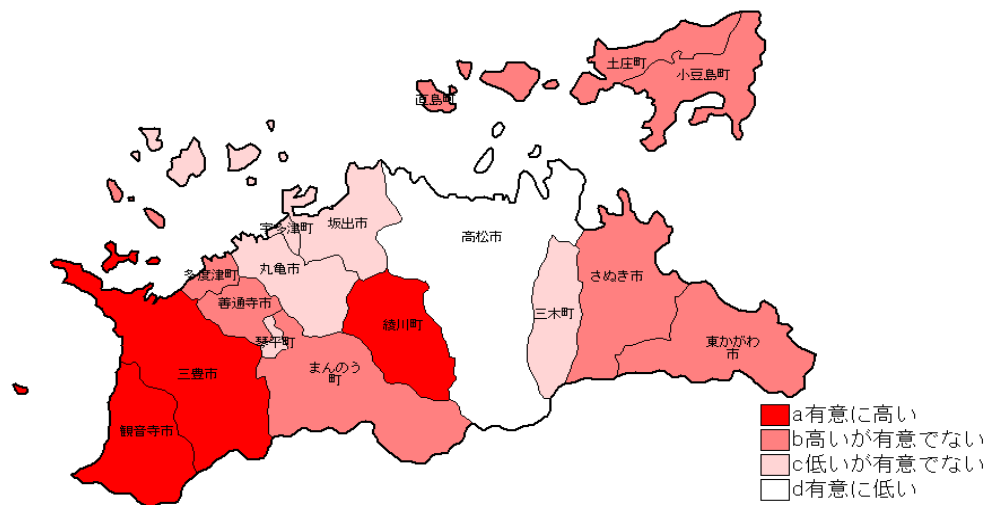 土庄町
小豆島町
直島町
宇多津町
坂出市
高松市
丸亀市
多度津町
さぬき市
善通寺市
三木町
綾川町
琴平町
東かがわ
市
まんのう
町
三豊市
観音寺市
a有意に高い
b高いが有意でない
c低いが有意でない
d有意に低い